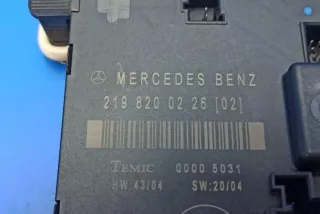 MERCEDES BENZ
219 820 02 26 [02]
TEMIC 0000 5031
HW:43/04 SW:20/04